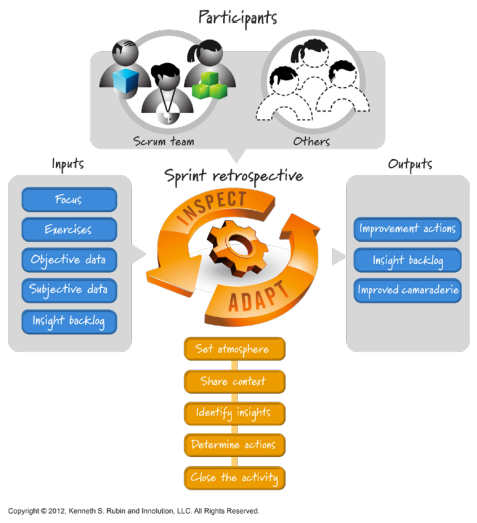 Participants
Scrum team
Others
Inputs
Sprint retrospective
Outputs
Focus
Exercises
Objective data
Subjective data
Insight backlog
INSPECT
ADAPT
Improvement actions
Insight backlog
Improved camaraderie
Set atmosphere
Share context
Identify insights
Determine actions
Close the activity
Copyright © 2012, Kenneth S. Rubin and Innolution, LLC. All Rights Reserved.